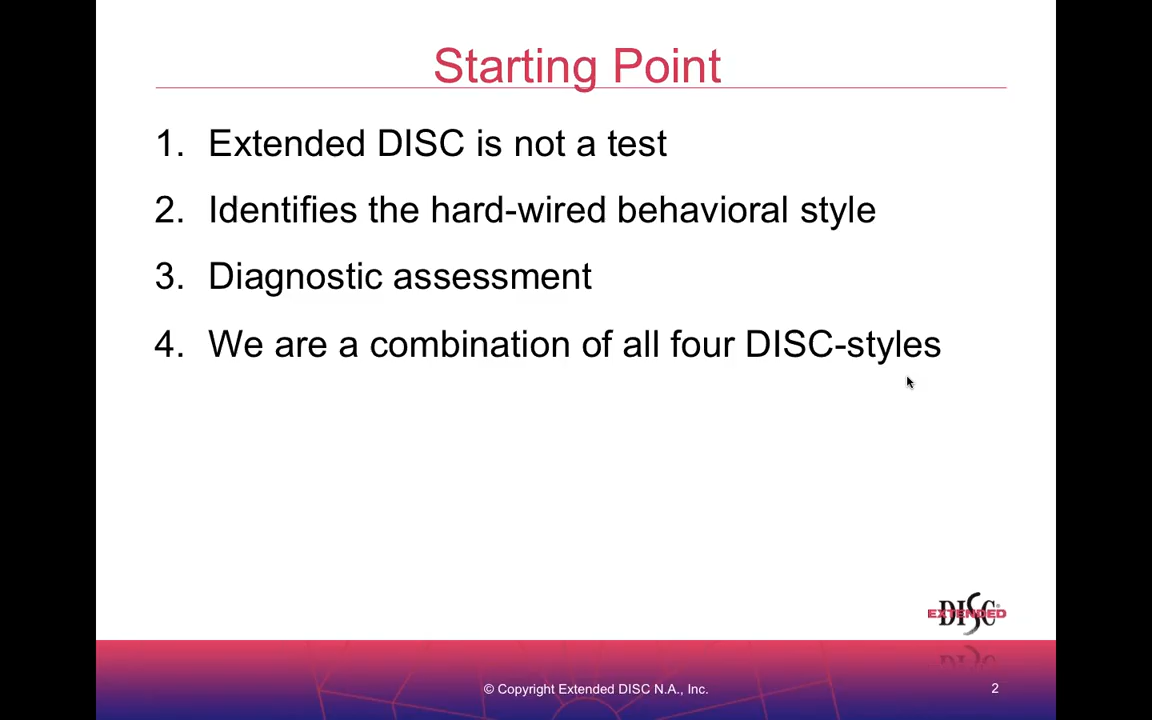 Starting Point
1. Extended DISC is not a test
2. Identifies the hard-wired behavioral style
3. Diagnostic assessment
4. We are a combination of all four DISC-styles
EXTENDED DISC®
© Copyright Extended DISC N.A., Inc.
2